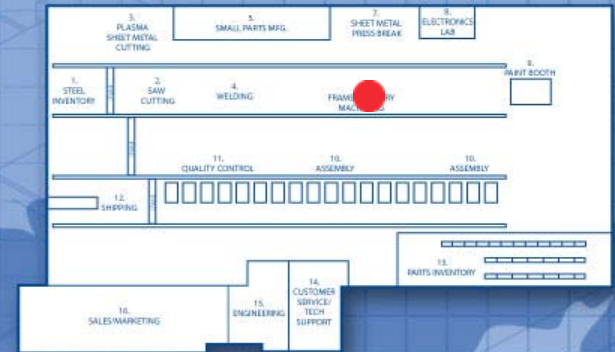 3.
PLASMA
SHEET METAL
CUTTING
5.
SMALL PARTS MFG.
7.
SHEET METAL
PRESS BREAK
8.
ELECTRONICS
LAB
9.
PAINT BOOTH
1.
STEEL
INVENTORY
2.
SAW
CUTTING
4.
WELDING
11.
QUALITY CONTROL
10.
ASSEMBLY
10.
ASSEMBLY
12.
SHIPPING
13.
PARTS INVENTORY
14.
CUSTOMER
SERVICE/
TECH
SUPPORT
15.
ENGINEERING
16.
SALES/MARKETING